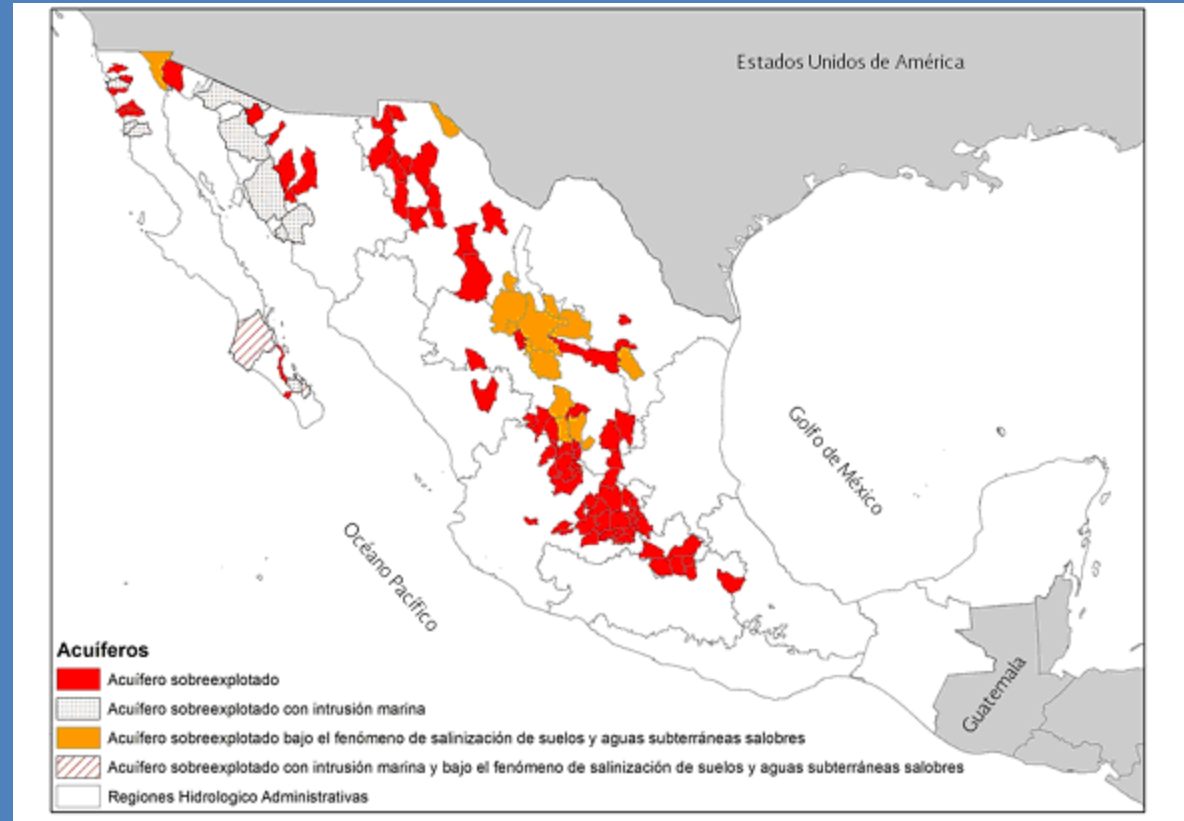 Estados Unidos de América
Golfo de México
Océano Pacífico
Guatemala
Acuíferos
Acuífero sobreexplotado
Acuífero sobreexplotado con intrusión marina
Acuífero sobreexplotado bajo el fenómeno de salinización de suelos y aguas subterráneas salobres
Acuífero sobreexplotado con intrusión marina y bajo el fenómeno de salinización de suelos y aguas subterráneas salobres
Regiones Hidrologico Administrativas